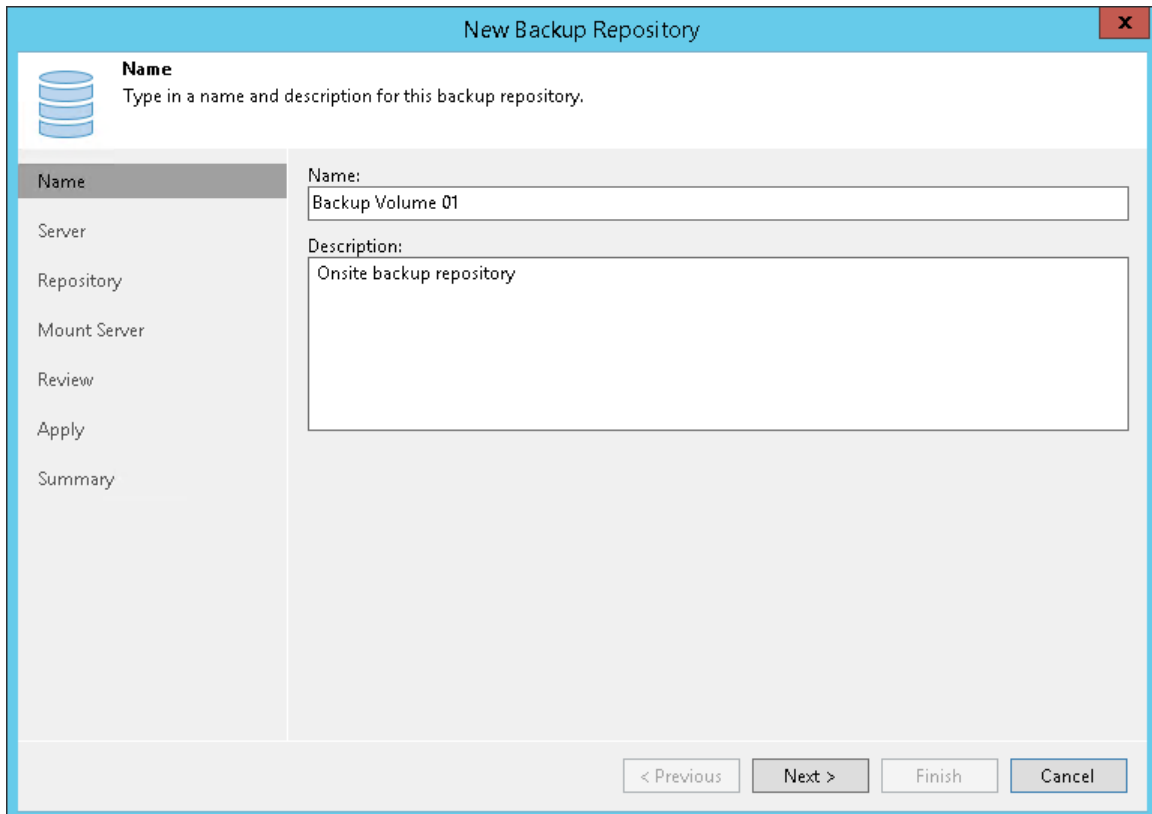 New Backup Repository
x
Name
Type in a name and description for this backup repository.
Name
Server
Repository
Mount Server
Review
Apply
Summary
Name:
Backup Volume 01
Description:
Onsite backup repository
< Previous
Next >
Finish
Cancel